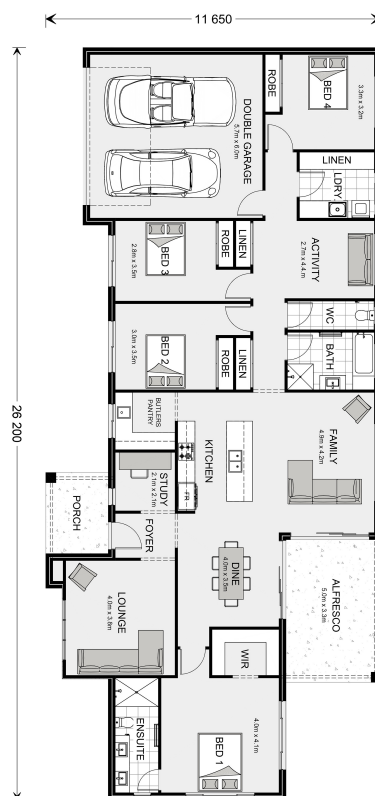 11 650
26 200
DOUBLE GARAGE
5.7m x 6.0m
ROBE
BED 4
3.3m x 3.2m
LINEN
LDRY
BED 3
2.8m x 3.5m
ROBE
LINEN
ACTIVITY
2.7m x 4.4m
WC
BED 2
3.0m x 3.5m
ROBE
LINEN
BATH
BUTLERS
PANTRY
KITCHEN
FAMILY
4.9m x 4.2m
STUDY
2.1m x 2.1m
FR
PORCH
FOYER
DINE
4.0m x 3.5m
ALFRESCO
5.0m x 3.3m
LOUNGE
4.0m x 3.8m
WIR
ENSUITE
BED 1
4.0m x 4.1m